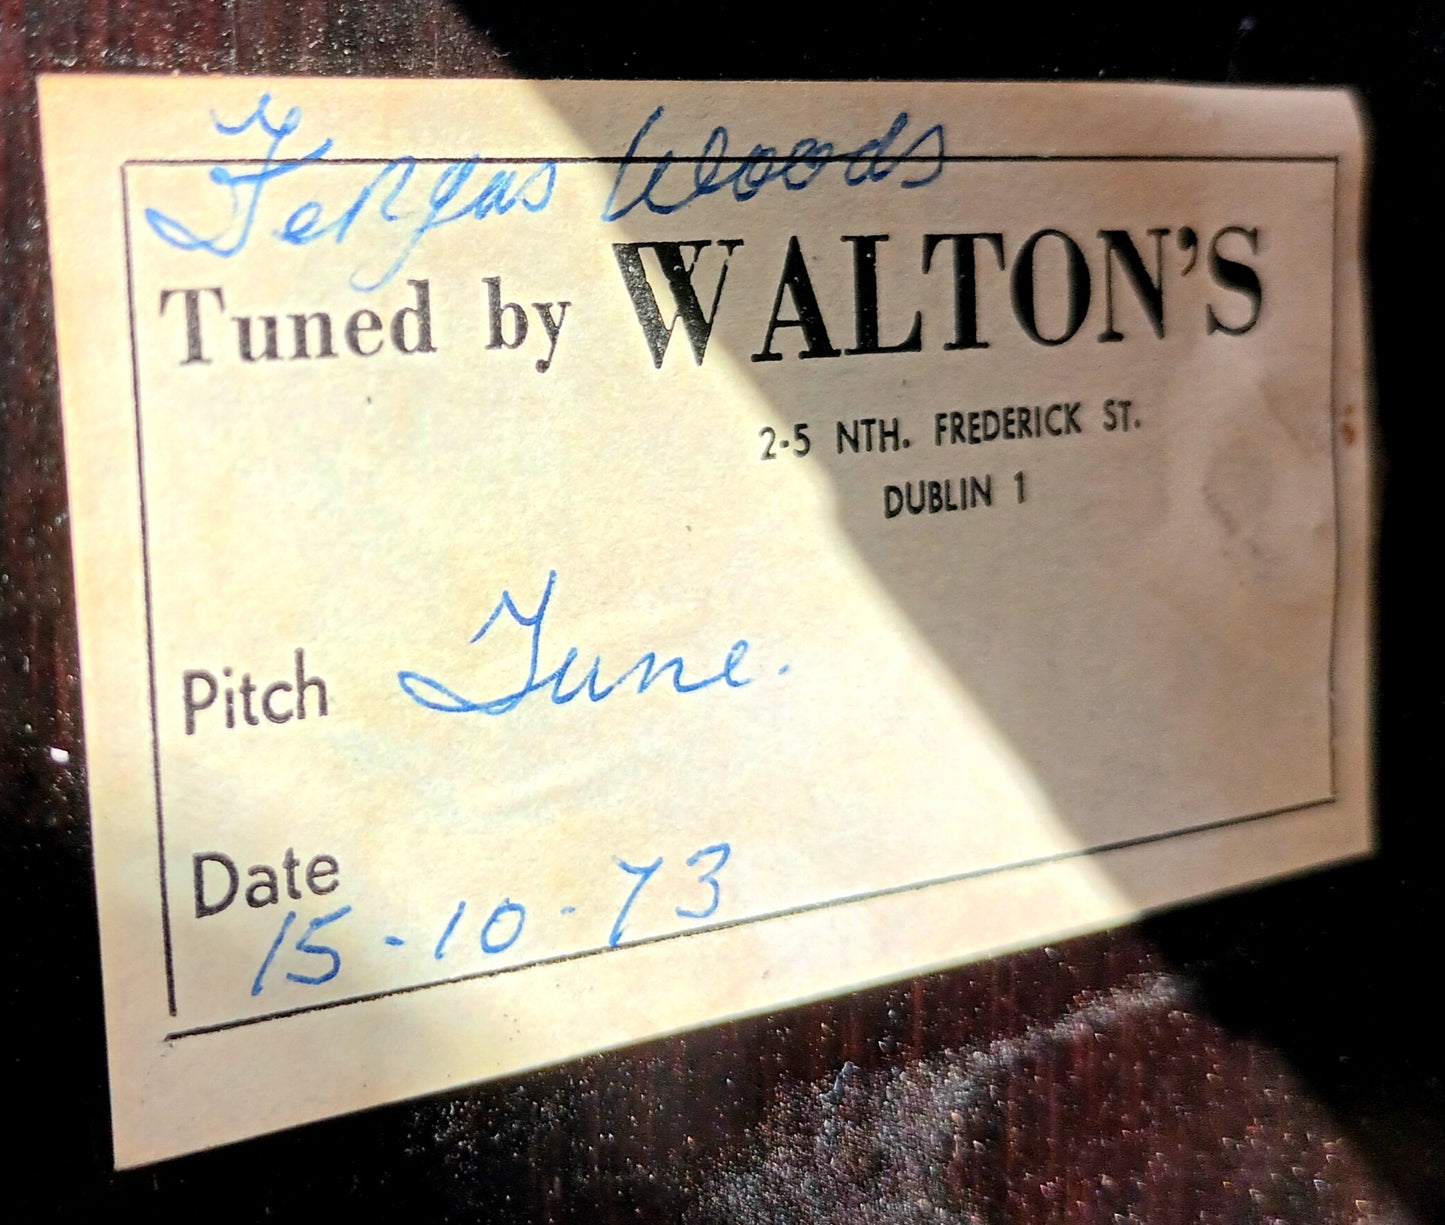 Fergus Woods
Tuned by WALTON'S
2-5 NTH. FREDERICK ST.
DUBLIN 1
Pitch Tune.
Date
15-10-73